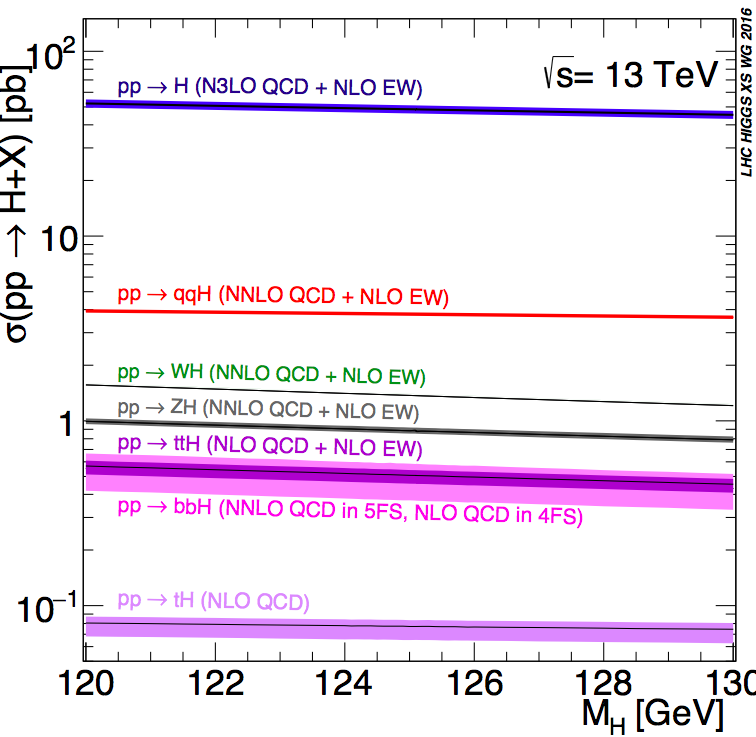 LHC HIGGS XS WG 2016
σ(pp → H+X) [pb]
10²
10
1
10⁻¹
√s= 13 TeV
pp → H (N3LO QCD + NLO EW)
pp → qqH (NNLO QCD + NLO EW)
pp → WH (NNLO QCD + NLO EW)
pp → ZH (NNLO QCD + NLO EW)
pp → ttH (NLO QCD + NLO EW)
pp → bbH (NNLO QCD in 5FS, NLO QCD in 4FS)
pp → tH (NLO QCD)
120 122 124 126 128 130
M_H [GeV]